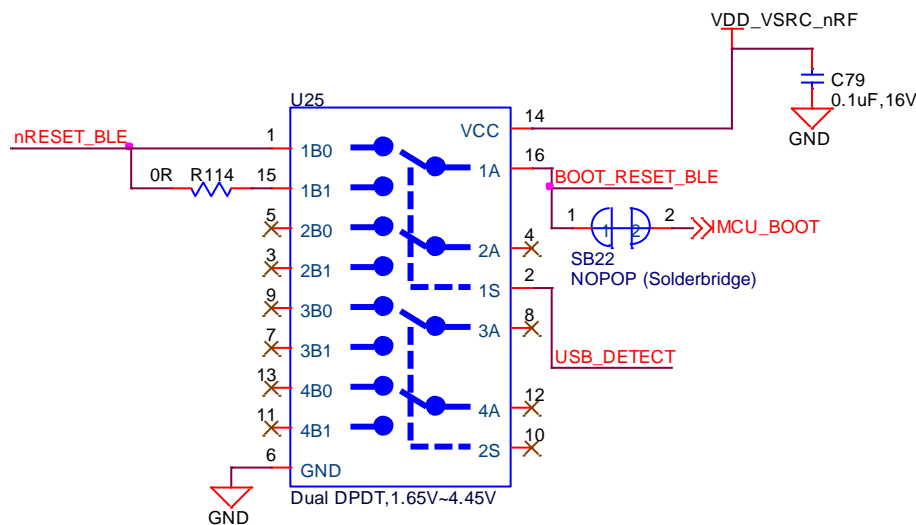 VDD_VSRC_nRF
C79
0.1uF,16V
GND
U25
nRESET_BLE
1
1B0
VCC
14
0R
R114
15
1B1
1A
16
BOOT_RESET_BLE
5
2B0
2A
4
1
1
2
2
IMCU_BOOT
SB22
NOPOP (Solderbridge)
3
2B1
1S
2
9
3B0
3A
8
7
3B1
USB_DETECT
13
4B0
4A
12
11
4B1
2S
10
6
GND
GND
Dual DPDT,1.65V~4.45V